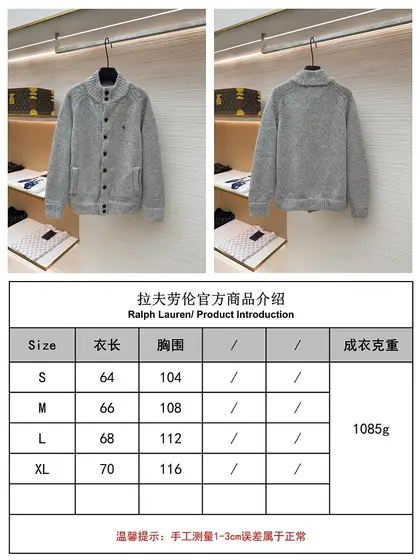 拉夫劳伦官方商品介绍
Ralph Lauren/ Product Introduction
Size 衣长 胸围 / / 成衣克重
S 64 104 / /
M 66 108 / /
L 68 112 / /
XL 70 116 / /
1085g
温馨提示：手工测量1-3cm误差属于正常